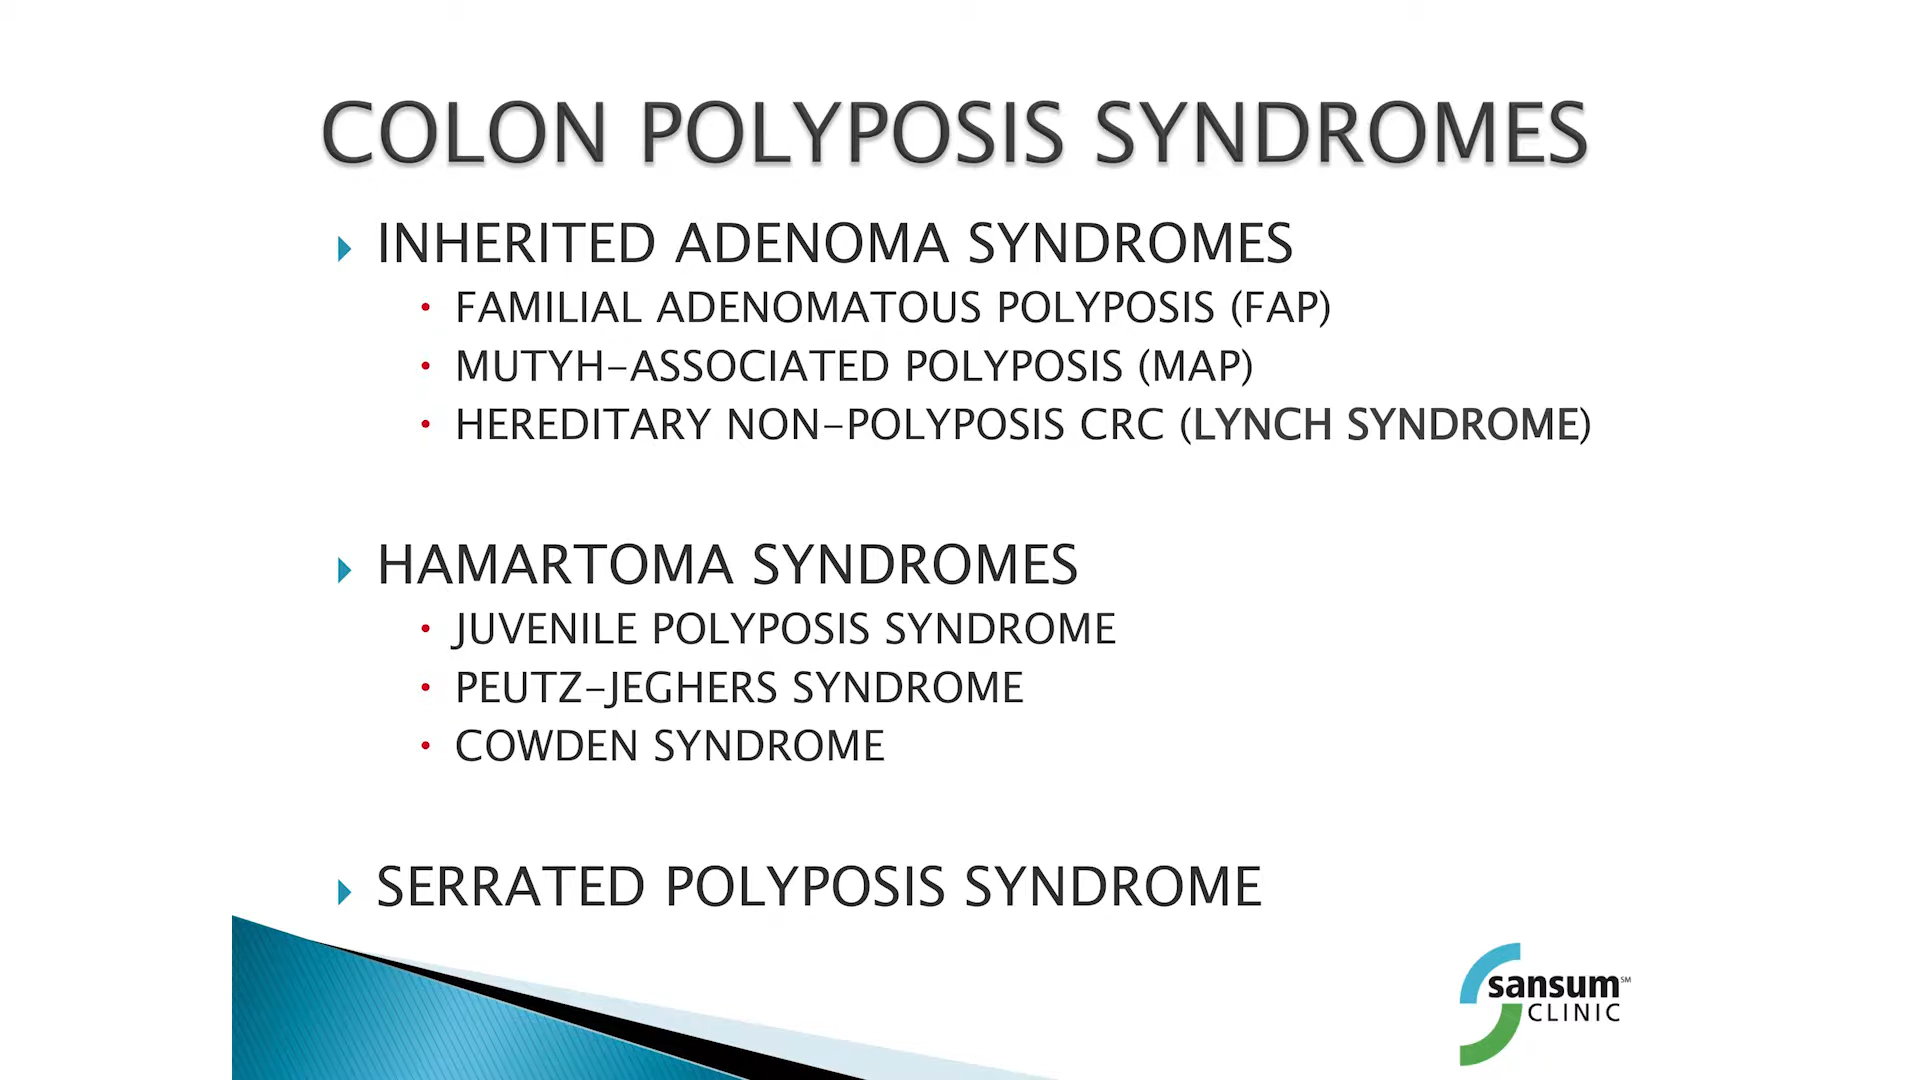 COLON POLYPOSIS SYNDROMES
INHERITED ADENOMA SYNDROMES
FAMILIAL ADENOMATOUS POLYPOSIS (FAP)
MUTYH-ASSOCIATED POLYPOSIS (MAP)
HEREDITARY NON-POLYPOSIS CRC (LYNCH SYNDROME)
HAMARTOMA SYNDROMES
JUVENILE POLYPOSIS SYNDROME
PEUTZ-JEGHERS SYNDROME
COWDEN SYNDROME
SERRATED POLYPOSIS SYNDROME
sansum℠
CLINIC